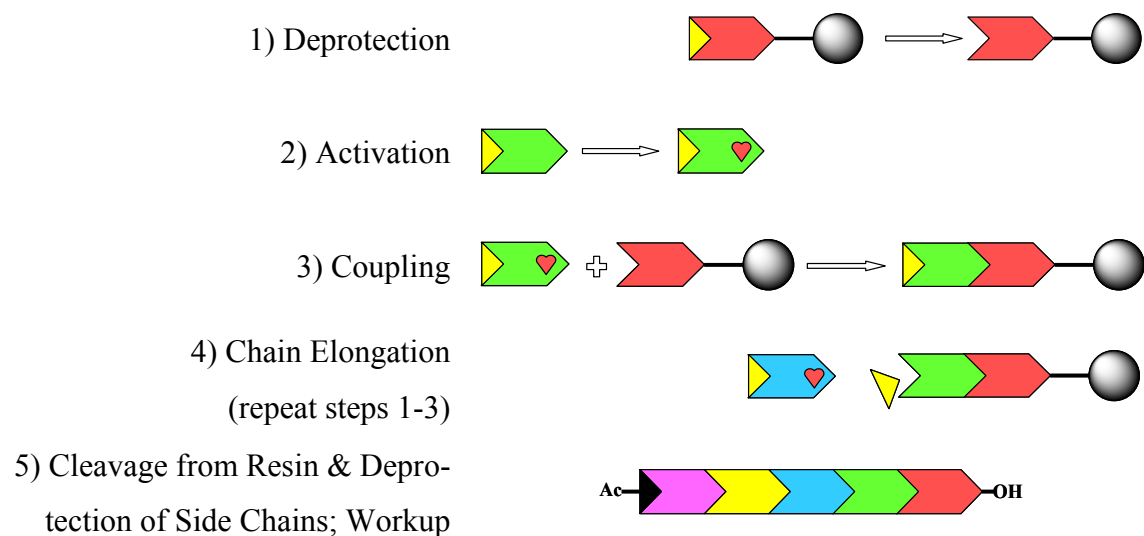 1) Deprotection
2) Activation
3) Coupling
4) Chain Elongation
(repeat steps 1-3)
5) Cleavage from Resin & Depro-
tection of Side Chains; Workup
Ac
OH